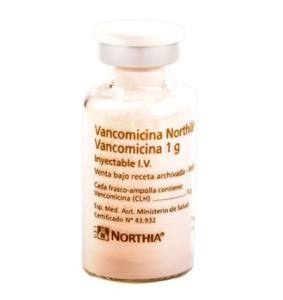 Vancomicina Northia®
Vancomicina 1 g
Inyectable I.V.
Venta bajo receta archivada -
Cada frasco-ampolla contiene:
Vancomicina (CLH) 1g
Esp. Med. Aut. Ministerio de Salud
Certificado N° 43.932
NORTHIA®